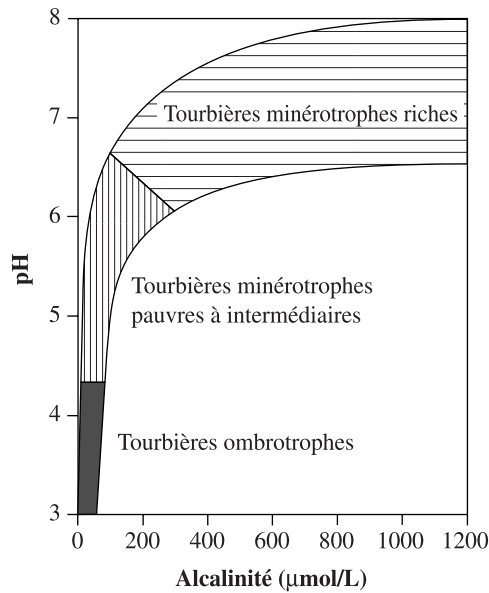 8
7
6
5
4
3
pH
Tourbières minérotrophes riches
Tourbières minérotrophes
pauvres à intermédiaires
Tourbières ombrotrophes
0 200 400 600 800 1000 1200
Alcalinité (μmol/L)